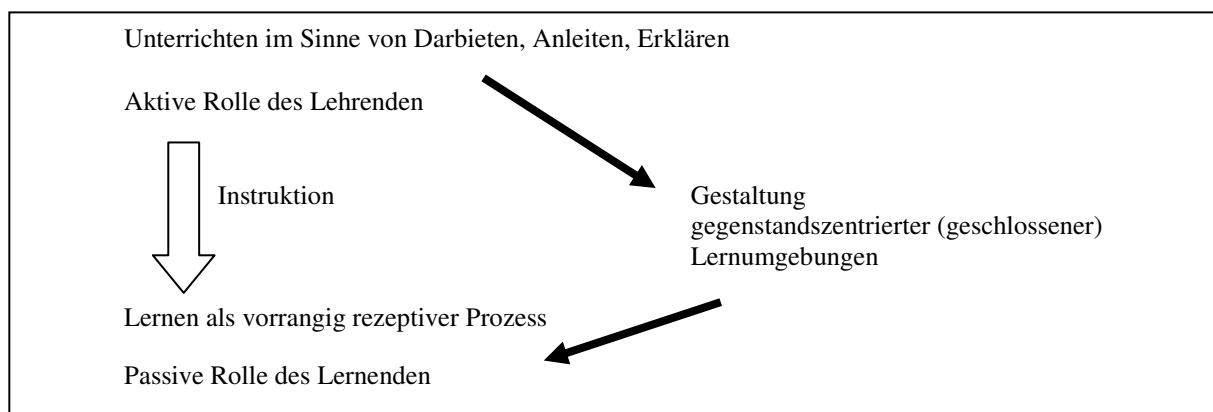 Unterrichten im Sinne von Darbieten, Anleiten, Erklären
Aktive Rolle des Lehrenden
Instruktion
Gestaltung
gegenstandszentrierter (geschlossener)
Lernumgebungen
Lernen als vorrangig rezeptiver Prozess
Passive Rolle des Lernenden